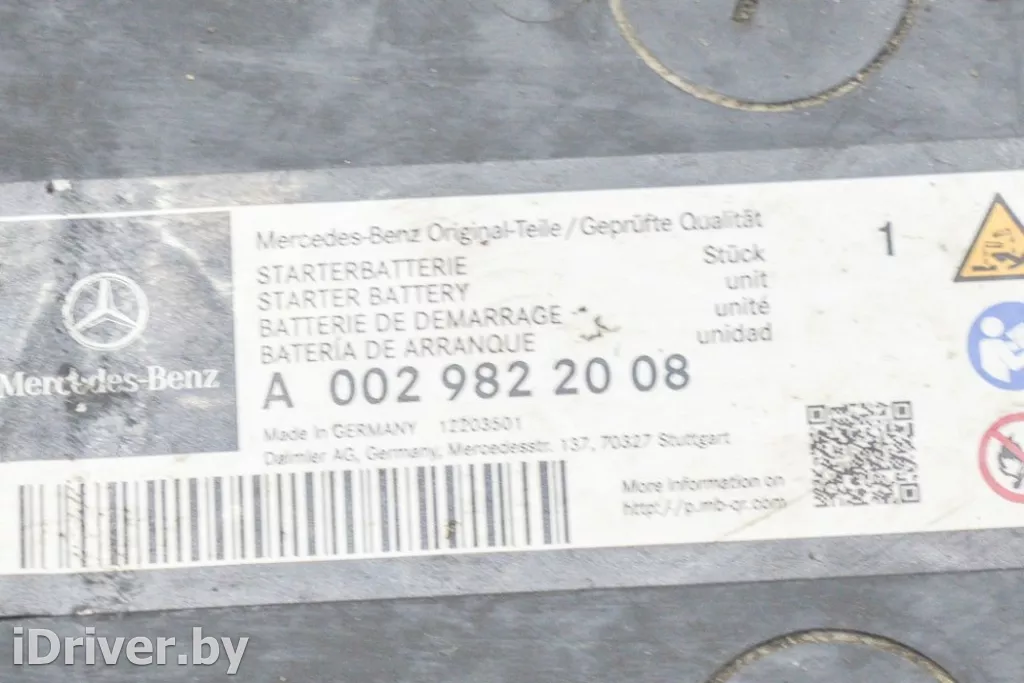 Mercedes-Benz Original-Teile/Geprüfte Qualität
STARTERBATTERIE Stück 1
STARTER BATTERY unit
BATTERIE DE DEMARRAGE unité
BATERÍA DE ARRANQUE unidad
A 002 982 20 08
Mercedes-Benz
Made in GERMANY 12203501
Daimler AG, Germany, Mercedesstr. 137, 70327 Stuttgart
More information on
http://p.mb-qr.com
iDriver.by